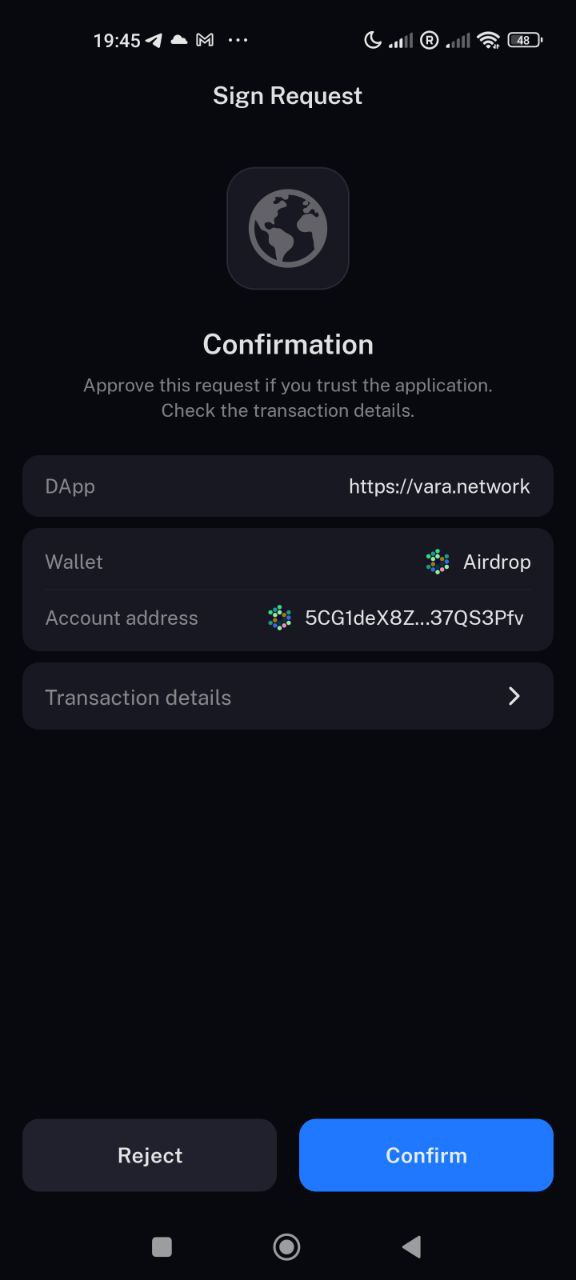 19:45
R
48
Sign Request
Confirmation
Approve this request if you trust the application.
Check the transaction details.
DApp https://vara.network
Wallet Airdrop
Account address 5CG1deX8Z...37QS3Pfv
Transaction details
Reject Confirm